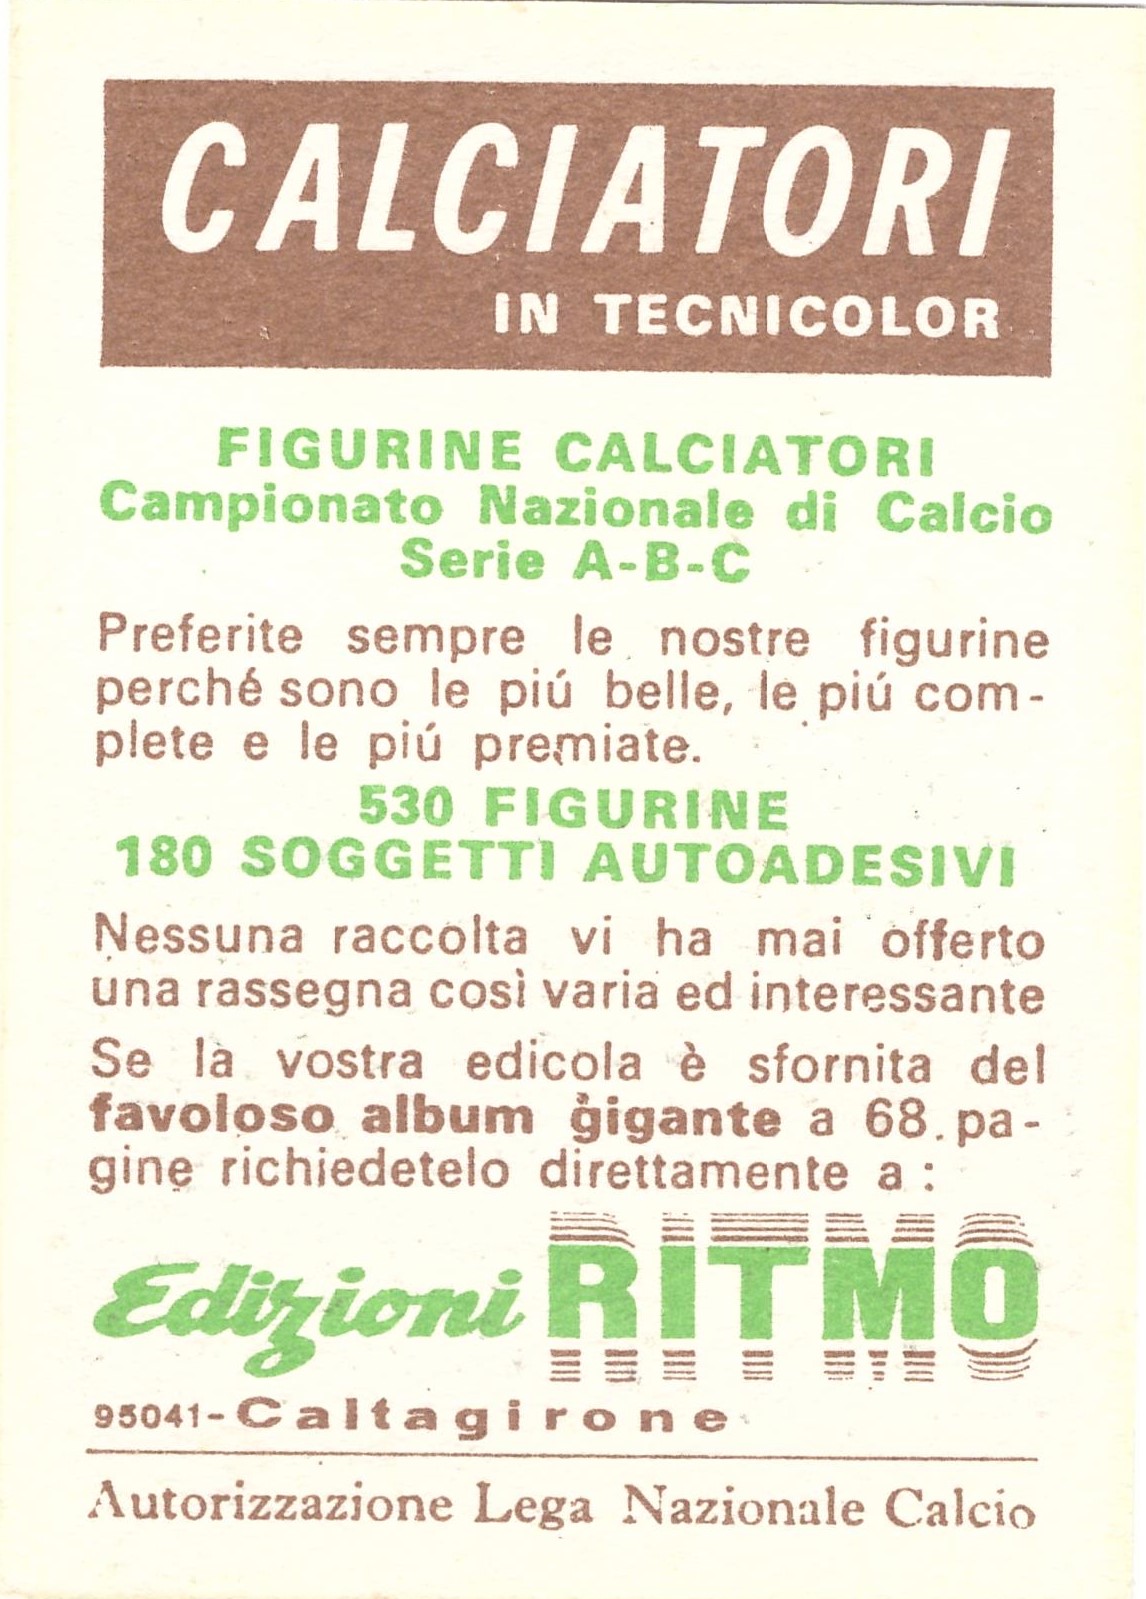 CALCIATORI
IN TECNICOLOR
FIGURINE CALCIATORI
Campionato Nazionale di Calcio
Serie A-B-C
Preferite sempre le nostre figurine
perché sono le piú belle, le piú com-
plete e le piú premiate.
530 FIGURINE
180 SOGGETTI AUTOADESIVI
Nessuna raccolta vi ha mai offerto
una rassegna così varia ed interessante
Se la vostra edicola è sfornita del
favoloso album gigante a 68 pa-
gine richiedetelo direttamente a :
Edizioni RITMO
95041-Caltagirone
Autorizzazione Lega Nazionale Calcio